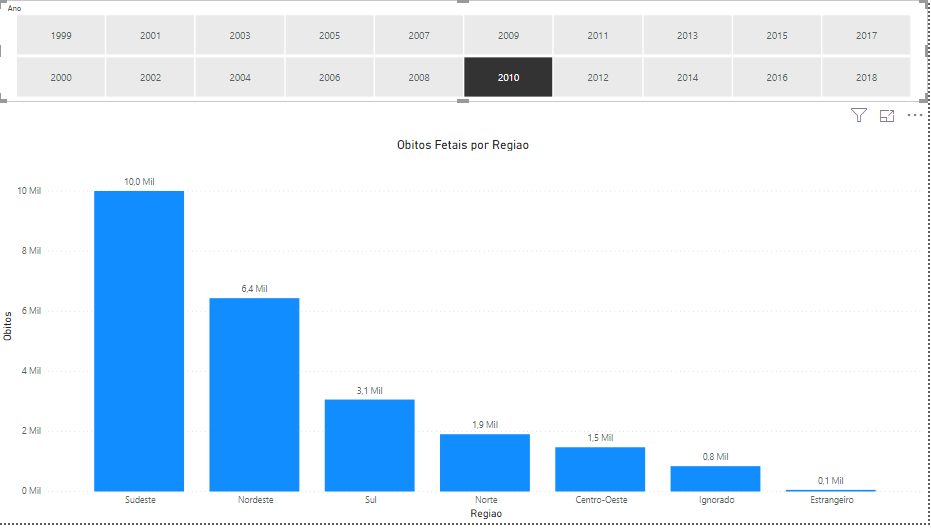 Ano
1999 2001 2003 2005 2007 2009 2011 2013 2015 2017
2000 2002 2004 2006 2008 2010 2012 2014 2016 2018
Obitos Fetais por Regiao
10,0 Mil
10 Mil
8 Mil
6,4 Mil
6 Mil
Obitos
4 Mil
3,1 Mil
2 Mil
1,9 Mil
1,5 Mil
0,8 Mil
0,1 Mil
0 Mil
Sudeste Nordeste Sul Norte Centro-Oeste Ignorado Estrangeiro
Regiao